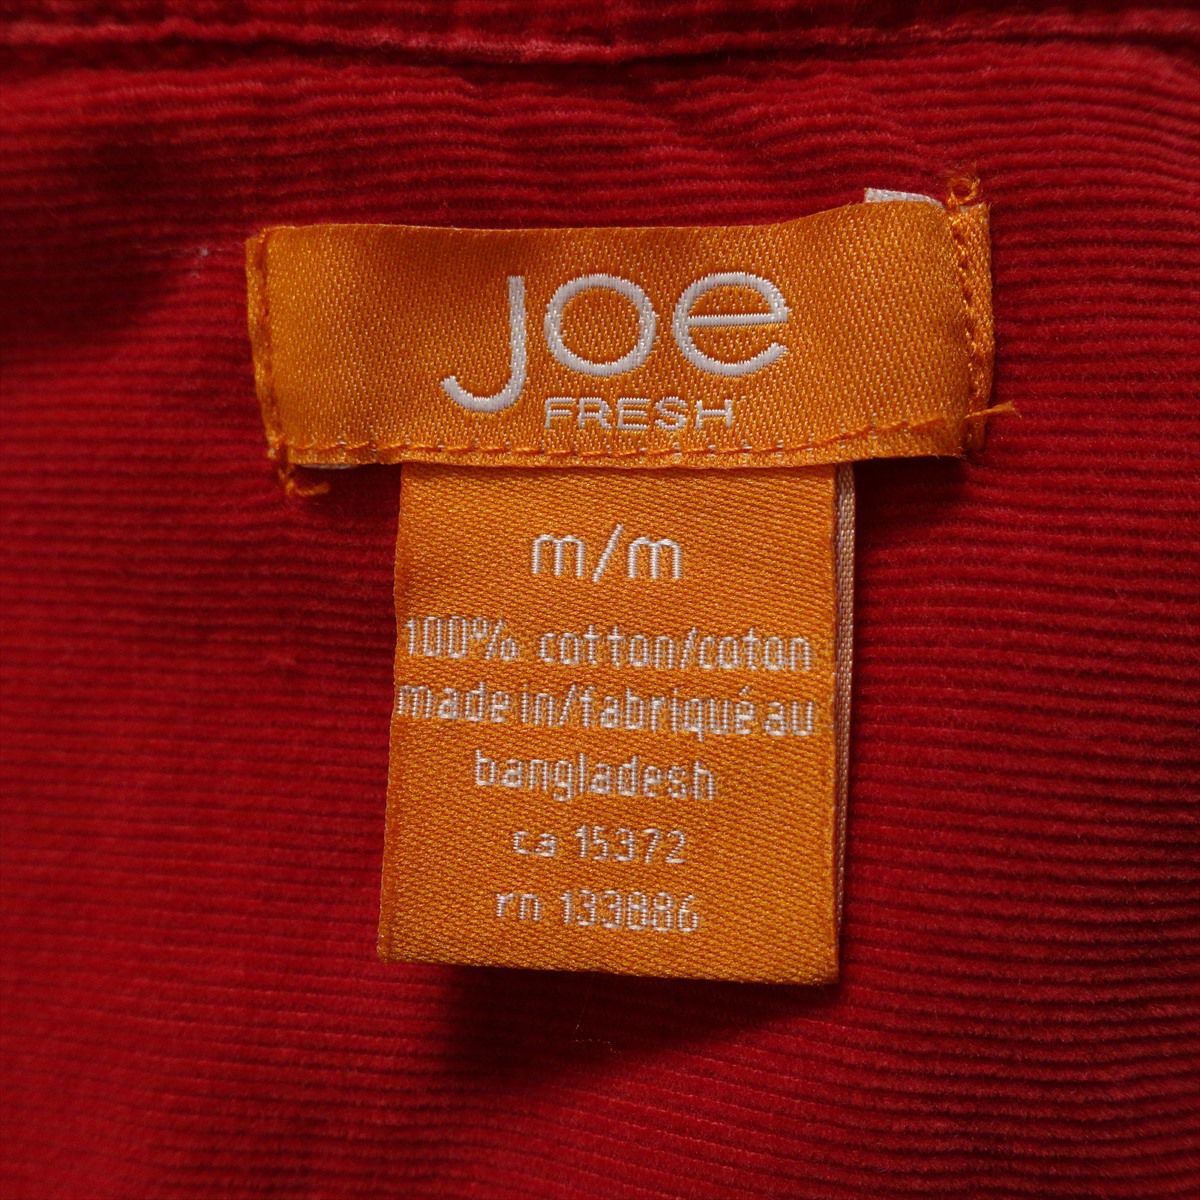 joe
FRESH
m/m
100% cotton/coton
made in/fabriqué au
bangladesh
ca 15372
rn 133886